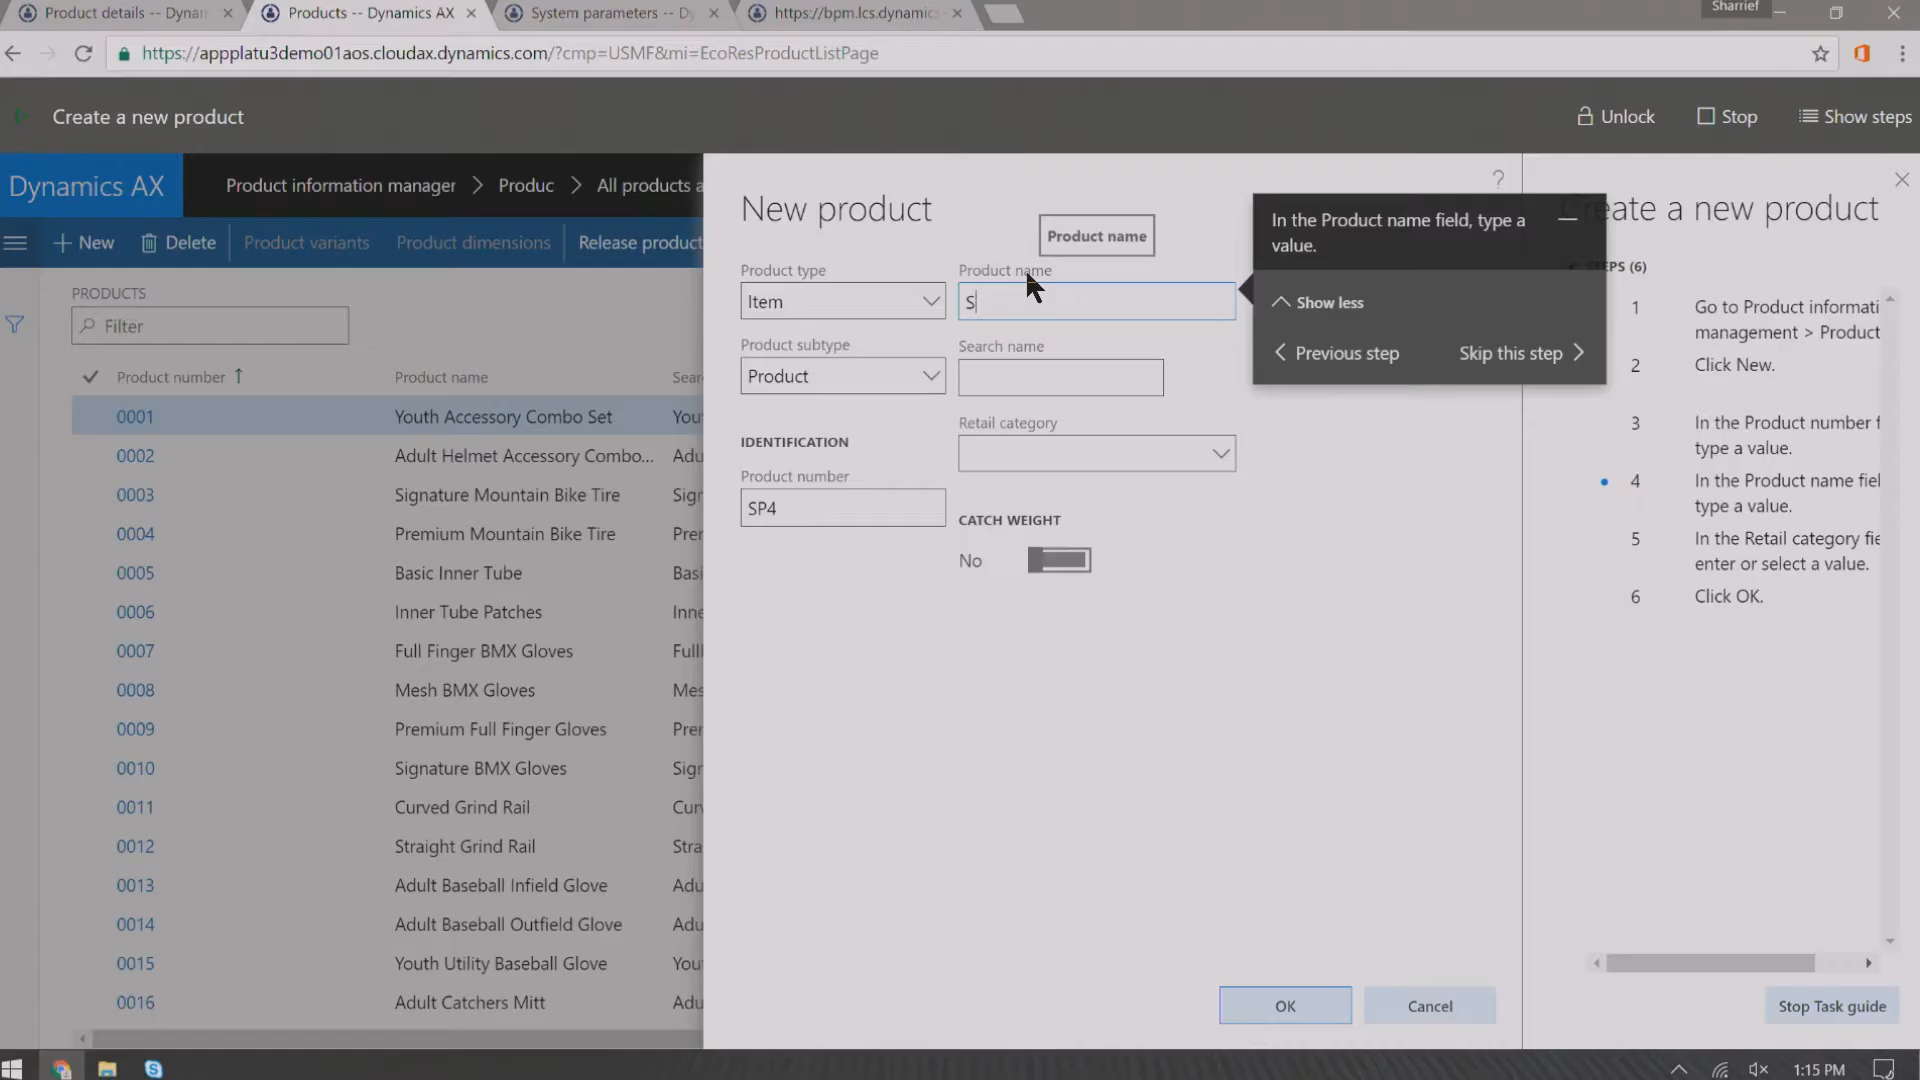 Product details -- Dynam
Products -- Dynamics AX
System parameters -- Dy
https://bpm.lcs.dynamics
Sharrief
https://appplatu3demo01aos.cloudax.dynamics.com/?cmp=USMF&mi=EcoResProductListPage
Create a new product
Unlock
Stop
Show steps
Dynamics AX
Product information manager > Produc > All products a
New
Delete
Product variants
Product dimensions
Release product
PRODUCTS
Filter
Product number
Product name
Sear
0001 Youth Accessory Combo Set You
0002 Adult Helmet Accessory Combo... Adu
0003 Signature Mountain Bike Tire Sign
0004 Premium Mountain Bike Tire Prem
0005 Basic Inner Tube Basi
0006 Inner Tube Patches Inne
0007 Full Finger BMX Gloves Full
0008 Mesh BMX Gloves Mes
0009 Premium Full Finger Gloves Prer
0010 Signature BMX Gloves Sign
0011 Curved Grind Rail Cur
0012 Straight Grind Rail Stra
0013 Adult Baseball Infield Glove Adu
0014 Adult Baseball Outfield Glove Adu
0015 Youth Utility Baseball Glove You
0016 Adult Catchers Mitt Adu
New product
?
Product type
Item
Product subtype
Product
IDENTIFICATION
Product number
SP4
Product name
Product name
S
Search name
Retail category
CATCH WEIGHT
No
OK
Cancel
In the Product name field, type a
value.
Show less
Previous step
Skip this step
reate a new product
STEPS (6)
1 Go to Product informati
management > Product
2 Click New.
3 In the Product number f
type a value.
4 In the Product name fiel
type a value.
5 In the Retail category fie
enter or select a value.
6 Click OK.
Stop Task guide
1:15 PM